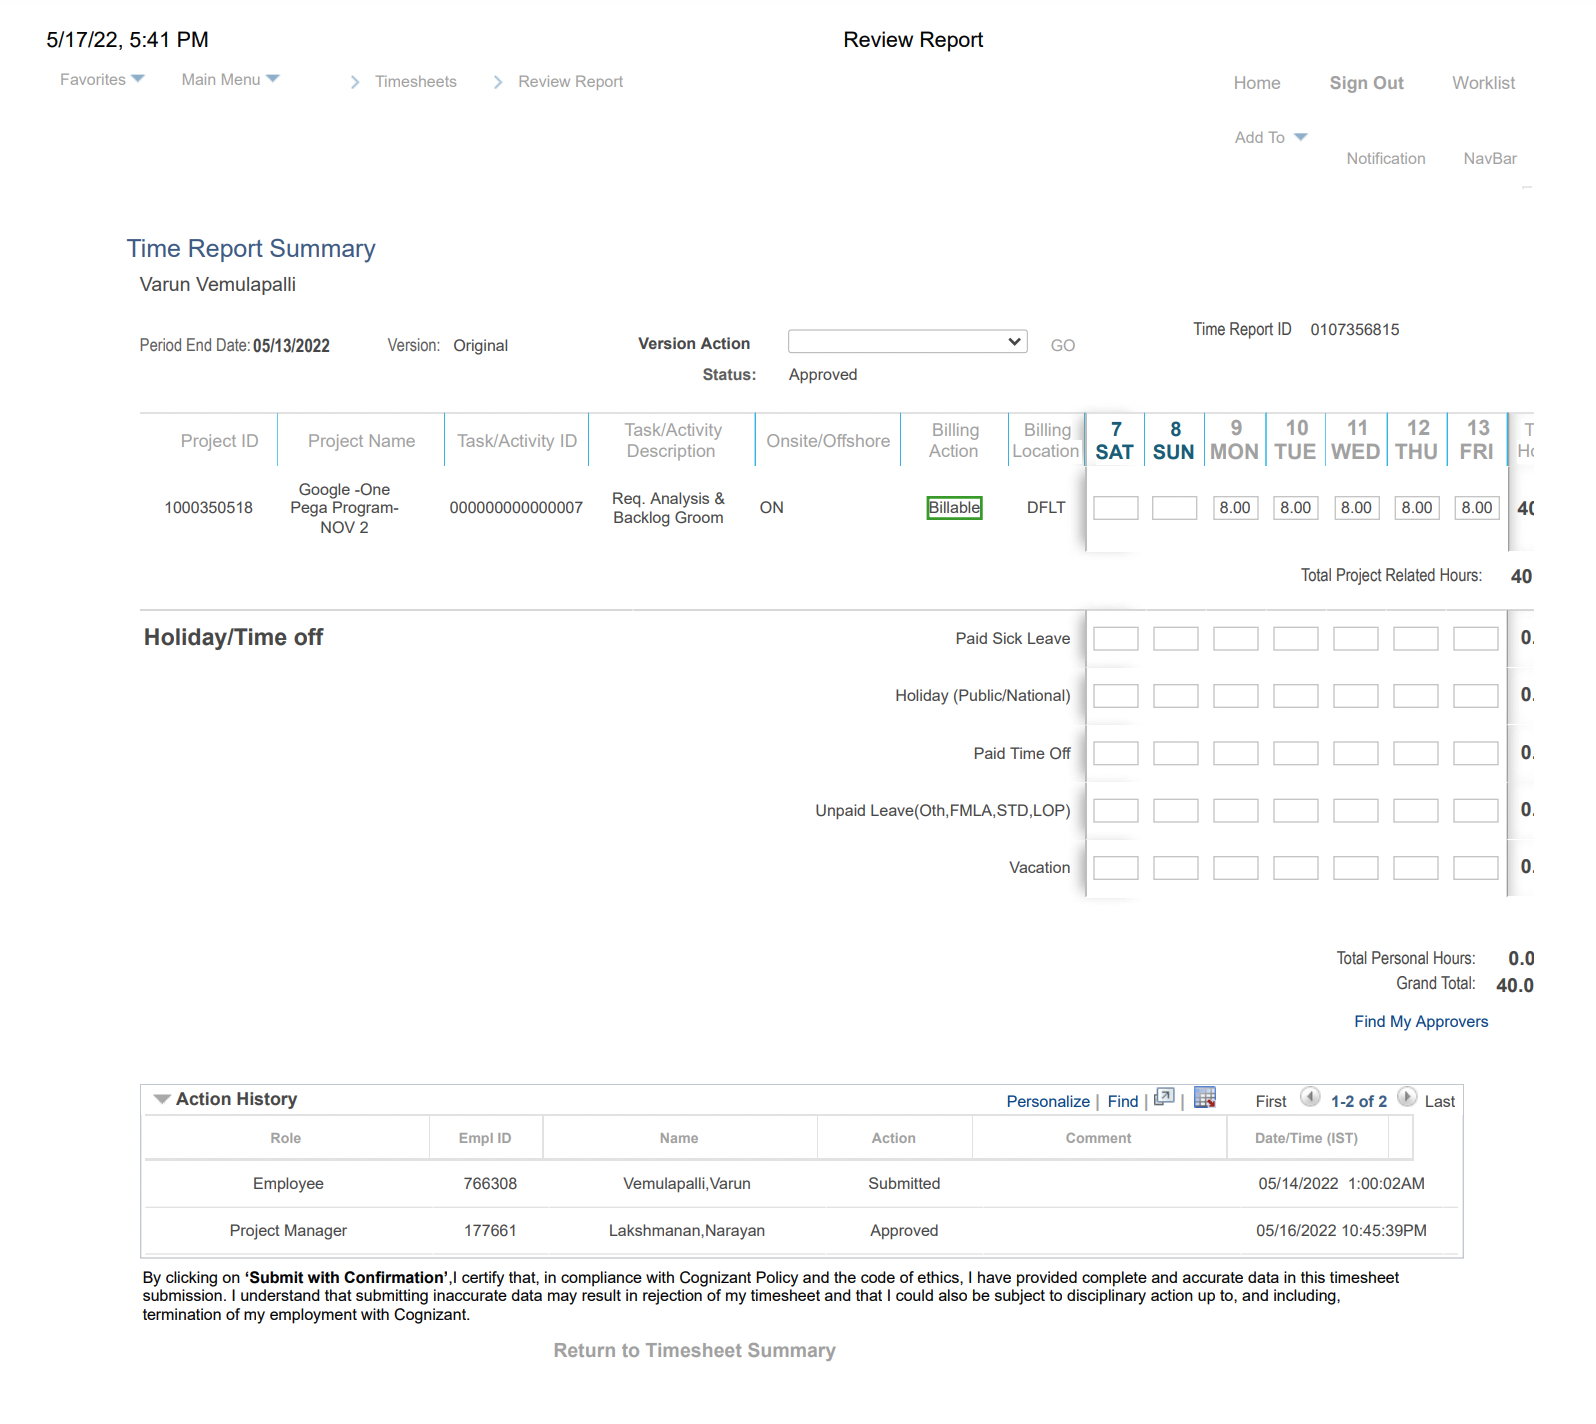 5/17/22, 5:41 PM Review Report
Favorites Main Menu Timesheets Review Report
Home Sign Out Worklist
Add To
Notification NavBar
Time Report Summary
Varun Vemulapalli
Time Report ID 0107356815
Period End Date: 05/13/2022 Version: Original Version Action GO
Status: Approved
Project ID Project Name Task/Activity ID Task/Activity Description Onsite/Offshore Billing Action Billing Location 7 SAT 8 SUN 9 MON 10 TUE 11 WED 12 THU 13 FRI
1000350518 Google -One Pega Program- NOV 2 000000000000007 Req. Analysis & Backlog Groom ON Billable DFLT 8.00 8.00 8.00 8.00 8.00 40
Total Project Related Hours: 40
Holiday/Time off
Paid Sick Leave 0.
Holiday (Public/National) 0.
Paid Time Off 0.
Unpaid Leave(Oth,FMLA,STD,LOP) 0.
Vacation 0.
Total Personal Hours: 0.0
Grand Total: 40.0
Find My Approvers
Action History Personalize | Find | | First 1-2 of 2 Last
Role Empl ID Name Action Comment Date/Time (IST)
Employee 766308 Vemulapalli,Varun Submitted 05/14/2022 1:00:02AM
Project Manager 177661 Lakshmanan,Narayan Approved 05/16/2022 10:45:39PM
By clicking on ‘Submit with Confirmation’,I certify that, in compliance with Cognizant Policy and the code of ethics, I have provided complete and accurate data in this timesheet
submission. I understand that submitting inaccurate data may result in rejection of my timesheet and that I could also be subject to disciplinary action up to, and including,
termination of my employment with Cognizant.
Return to Timesheet Summary